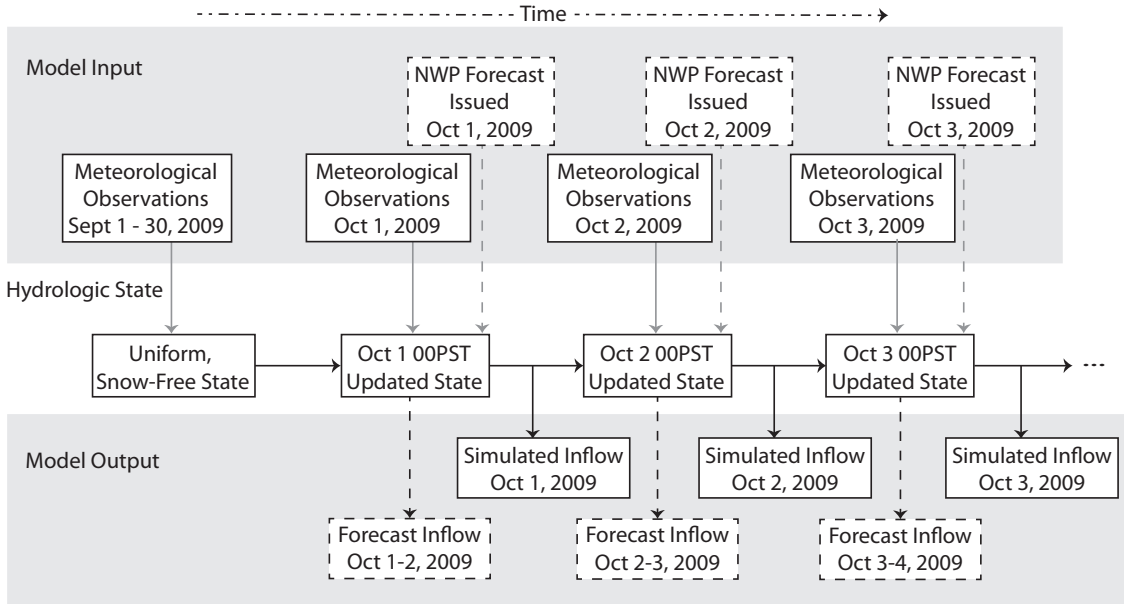 Time
Model Input
NWP Forecast
Issued
Oct 1, 2009
NWP Forecast
Issued
Oct 2, 2009
NWP Forecast
Issued
Oct 3, 2009
Meteorological
Observations
Sept 1 - 30, 2009
Meteorological
Observations
Oct 1, 2009
Meteorological
Observations
Oct 2, 2009
Meteorological
Observations
Oct 3, 2009
Hydrologic State
Uniform,
Snow-Free State
Oct 1 00PST
Updated State
Oct 2 00PST
Updated State
Oct 3 00PST
Updated State
...
Model Output
Simulated Inflow
Oct 1, 2009
Simulated Inflow
Oct 2, 2009
Simulated Inflow
Oct 3, 2009
Forecast Inflow
Oct 1-2, 2009
Forecast Inflow
Oct 2-3, 2009
Forecast Inflow
Oct 3-4, 2009